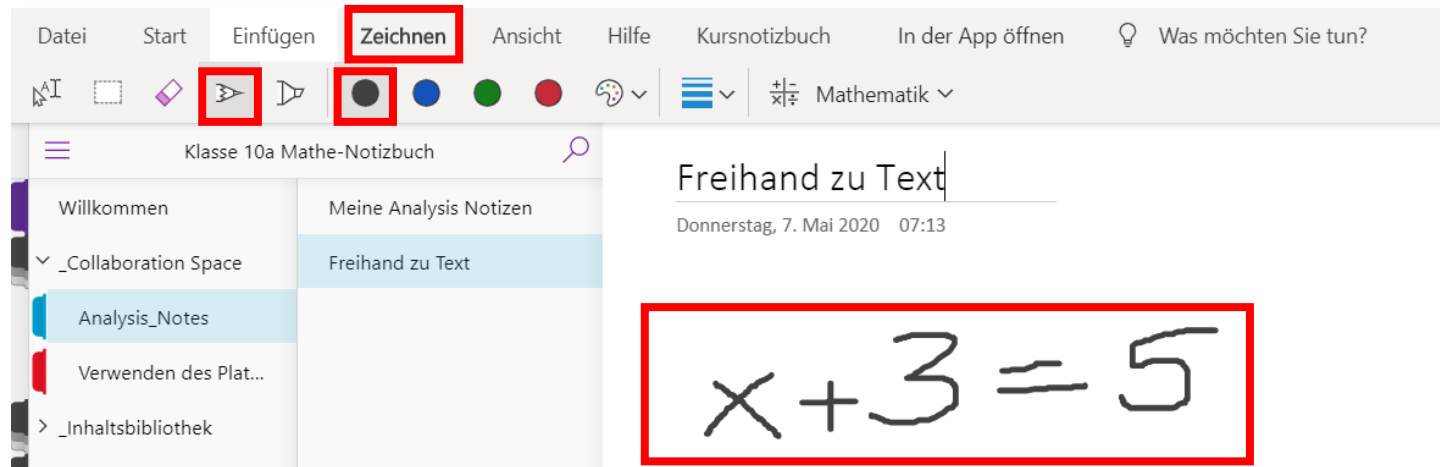 Datei Start Einfügen Zeichnen Ansicht Hilfe Kursnotizbuch In der App öffnen Was möchten Sie tun?
Mathematik
Klasse 10a Mathe-Notizbuch
Willkommen
_Collaboration Space
Analysis_Notes
Verwenden des Plat...
_Inhaltsbibliothek
Meine Analysis Notizen
Freihand zu Text
Freihand zu Text
Donnerstag, 7. Mai 2020 07:13
x+3=5